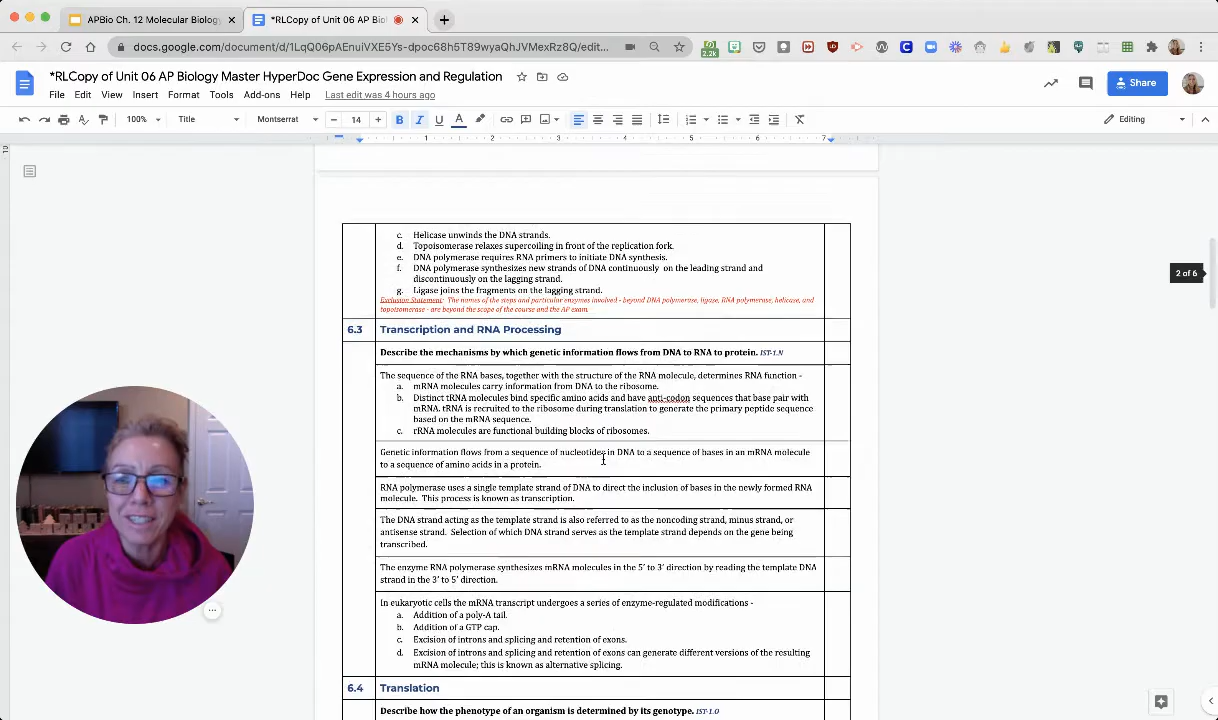 APBio Ch. 12 Molecular Biology
*RLCopy of Unit 06 AP Bio
docs.google.com/document/d/1LqQ06pAEnuiVXE5Ys-dpoc68h5T89wyaQhJVMexRz8Q/edit...
2.2k
*RLCopy of Unit 06 AP Biology Master HyperDoc Gene Expression and Regulation
File Edit View Insert Format Tools Add-ons Help Last edit was 4 hours ago
Share
100% Title Montserrat 14 B I U A Editing
1 2 3 4 5 6 7
c. Helicase unwinds the DNA strands.
d. Topoisomerase relaxes supercoiling in front of the replication fork.
e. DNA polymerase requires RNA primers to initiate DNA synthesis.
f. DNA polymerase synthesizes new strands of DNA continuously on the leading strand and
discontinuously on the lagging strand.
g. Ligase joins the fragments on the lagging strand.
Exclusion Statement: The names of the steps and particular enzymes involved - beyond DNA polymerase, ligase, DNA polymerase, helicase, and
topoisomerase - are beyond the scope of the course and the AP exam.
2 of 6
6.3 Transcription and RNA Processing
Describe the mechanisms by which genetic information flows from DNA to RNA to protein. IST-1.N
The sequence of the RNA bases, together with the structure of the RNA molecule, determines RNA function -
a. mRNA molecules carry information from DNA to the ribosome.
b. Distinct tRNA molecules bind specific amino acids and have anti-codon sequences that base pair with
mRNA. tRNA is recruited to the ribosome during translation to generate the primary peptide sequence
based on the mRNA sequence.
c. rRNA molecules are functional building blocks of ribosomes.
Genetic information flows from a sequence of nucleotides in DNA to a sequence of bases in an mRNA molecule
to a sequence of amino acids in a protein.
RNA polymerase uses a single template strand of DNA to direct the inclusion of bases in the newly formed RNA
molecule. This process is known as transcription.
The DNA strand acting as the template strand is also referred to as the noncoding strand, minus strand, or
antisense strand. Selection of which DNA strand serves as the template strand depends on the gene being
transcribed.
The enzyme RNA polymerase synthesizes mRNA molecules in the 5' to 3' direction by reading the template DNA
strand in the 3' to 5' direction.
In eukaryotic cells the mRNA transcript undergoes a series of enzyme-regulated modifications -
a. Addition of a poly-A tail.
b. Addition of a GTP cap.
c. Excision of introns and splicing and retention of exons.
d. Excision of introns and splicing and retention of exons can generate different versions of the resulting
mRNA molecule; this is known as alternative splicing.
6.4 Translation
Describe how the phenotype of an organism is determined by its genotype. IST-1.O